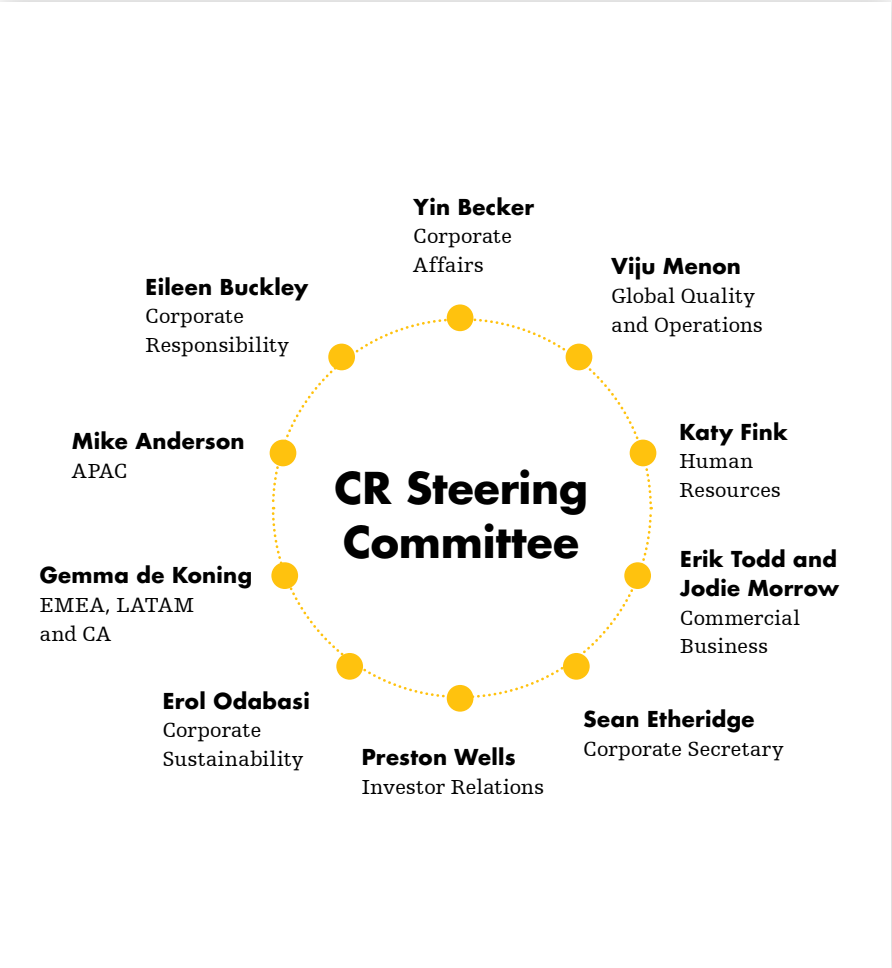 Yin Becker
Corporate
Affairs
Viju Menon
Global Quality
and Operations
Eileen Buckley
Corporate
Responsibility
Katy Fink
Human
Resources
Mike Anderson
APAC
CR Steering
Committee
Erik Todd and
Jodie Morrow
Commercial
Business
Gemma de Koning
EMEA, LATAM
and CA
Erol Odabasi
Corporate
Sustainability
Sean Etheridge
Corporate Secretary
Preston Wells
Investor Relations